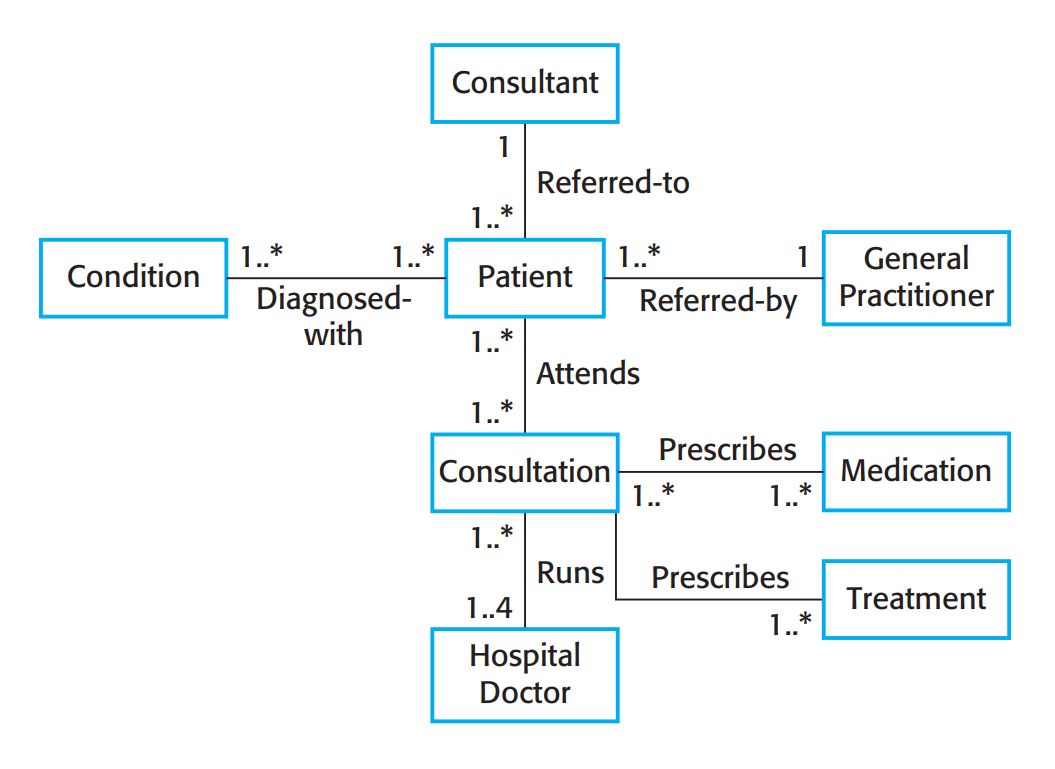 Consultant
1
Referred-to
1..*
Condition
1..*
1..*
Diagnosed-
with
Patient
1..*
1
Referred-by
General
Practitioner
1..*
Attends
1..*
Consultation
Prescribes
1..*
1..*
Medication
1..*
Runs
1..4
Prescribes
1..*
Treatment
Hospital
Doctor